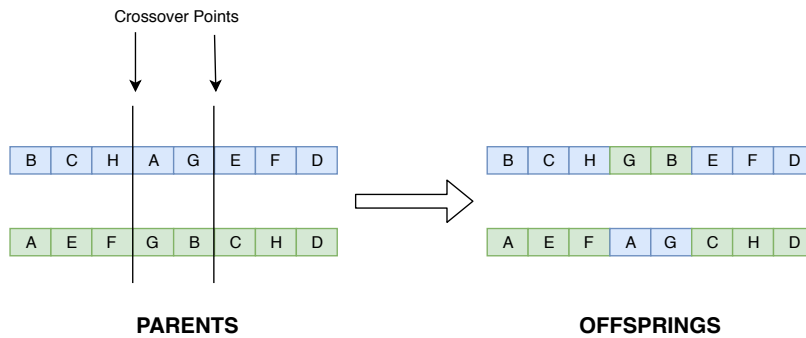 Crossover Points
B C H A G E F D
B C H G B E F D
A E F G B C H D
A E F A G C H D
PARENTS
OFFSPRINGS